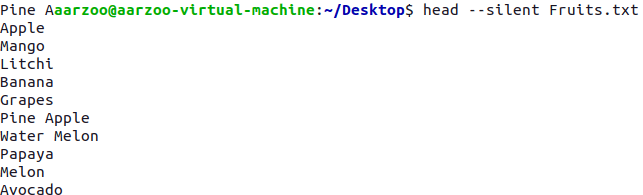 Pine Aaarzoo@aarzoo-virtual-machine:~/Desktop$ head --silent Fruits.txt
Apple
Mango
Litchi
Banana
Grapes
Pine Apple
Water Melon
Papaya
Melon
Avocado